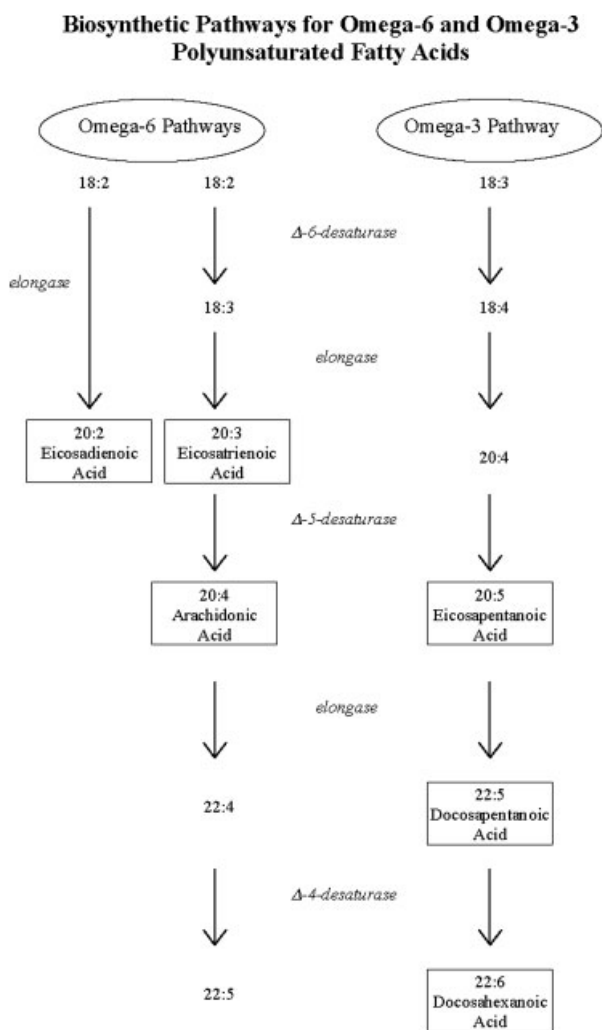 Biosynthetic Pathways for Omega-6 and Omega-3
Polyunsaturated Fatty Acids
Omega-6 Pathways
Omega-3 Pathway
18:2
18:2
18:3
Δ-6-desaturase
elongase
18:3
18:4
elongase
20:2
Eicosadienoic
Acid
20:3
Eicosatrienoic
Acid
20:4
Δ-5-desaturase
20:4
Arachidonic
Acid
20:5
Eicosapentanoic
Acid
elongase
22:4
22:5
Docosapentanoic
Acid
Δ-4-desaturase
22:5
22:6
Docosahexanoic
Acid